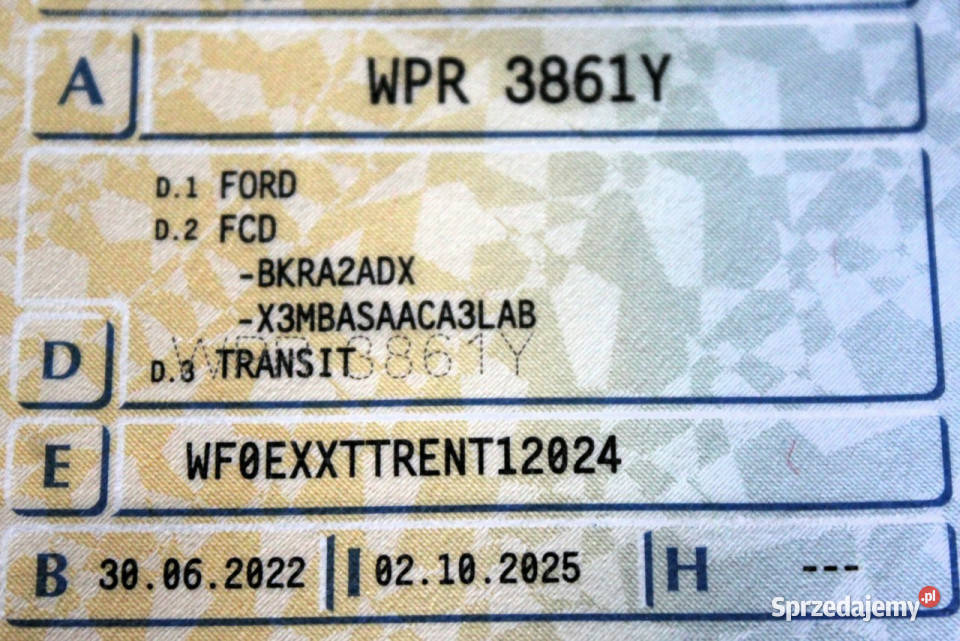 A WPR 3861Y
D.1 FORD
D.2 FCD
-BKRA2ADX
-X3MBASAACA3LAB
WPR 3861Y
D D.3 TRANSIT
E WF0EXXTTRENT12024
B 30.06.2022 I 02.10.2025 H ---
Sprzedajemy.pl